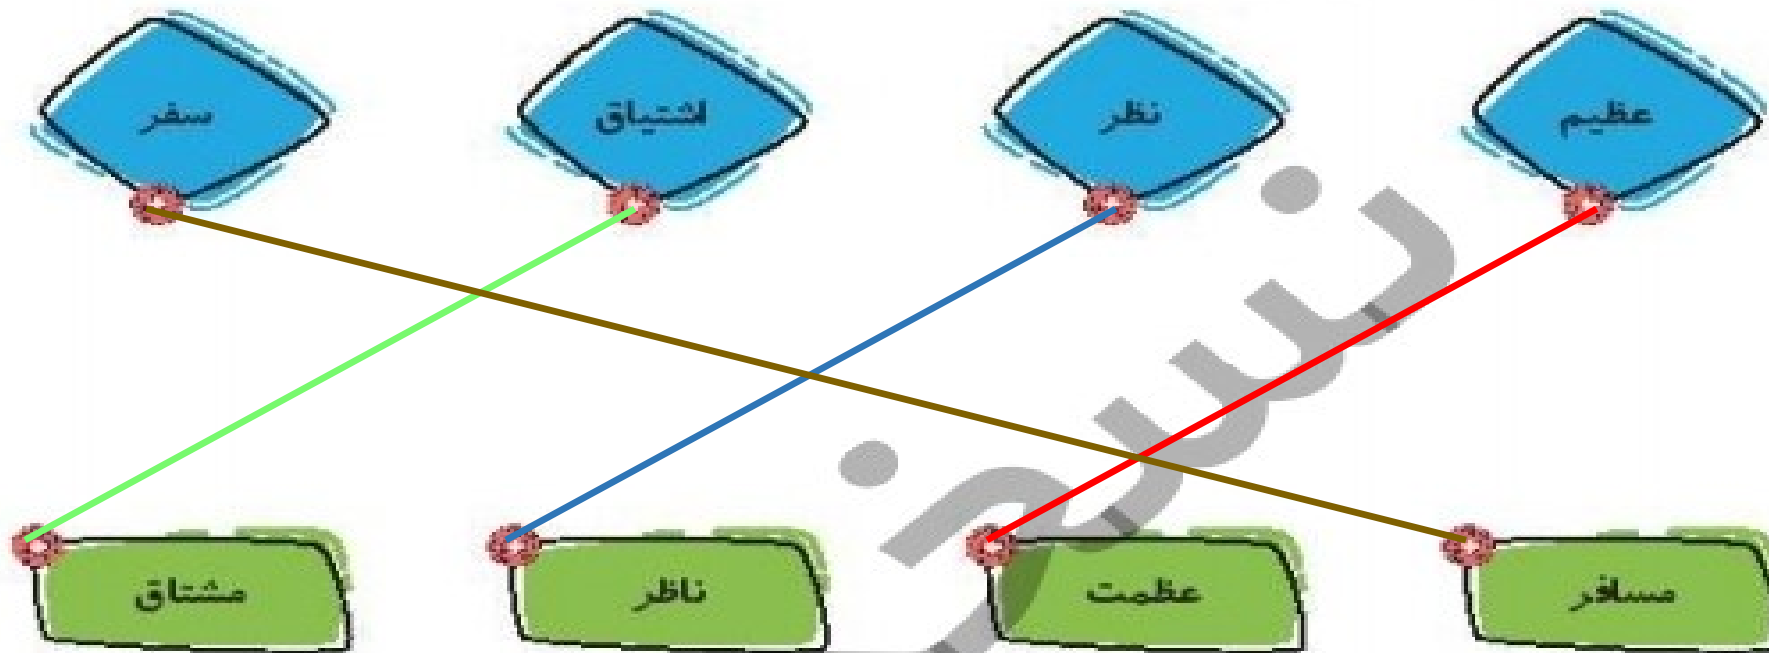 عظیم نظر اشتیاق سفر
مسافر عظمت ناظر مشتاق